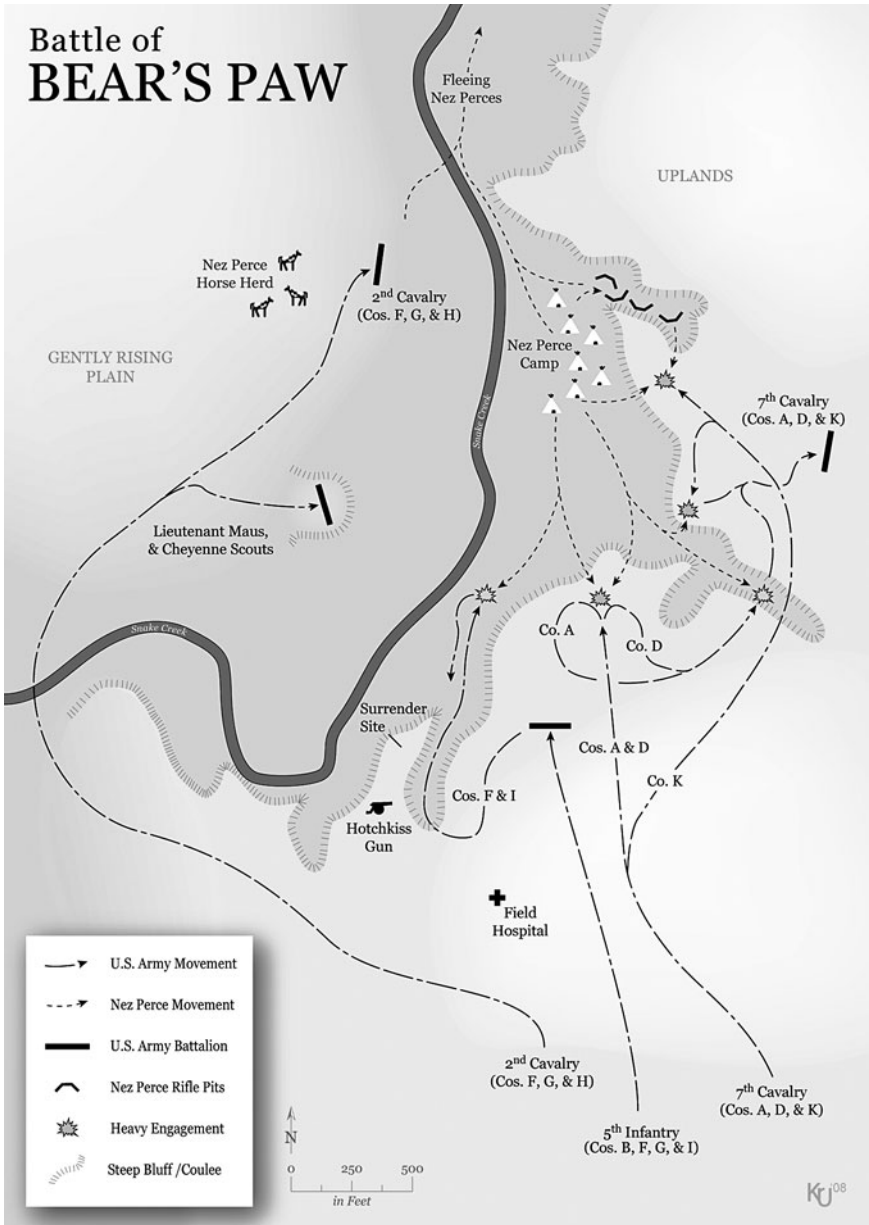 Battle of
BEAR'S PAW
Fleeing
Nez Perces
UPLANDS
Nez Perce
Horse Herd
2nd Cavalry
(Cos. F, G, & H)
GENTLY RISING
PLAIN
Nez Perce
Camp
7th Cavalry
(Cos. A, D, & K)
Snake Creek
Lieutenant Maus,
& Cheyenne Scouts
Snake Creek
Co. A
Co. D
Surrender
Site
Cos. A & D
Co. K
Cos. F & I
Hotchkiss
Gun
Field
Hospital
U.S. Army Movement
Nez Perce Movement
U.S. Army Battalion
Nez Perce Rifle Pits
Heavy Engagement
Steep Bluff /Coulee
2nd Cavalry
(Cos. F, G, & H)
7th Cavalry
(Cos. A, D, & K)
5th Infantry
(Cos. B, F, G, & I)
N
0 250 500
in Feet
KU '08